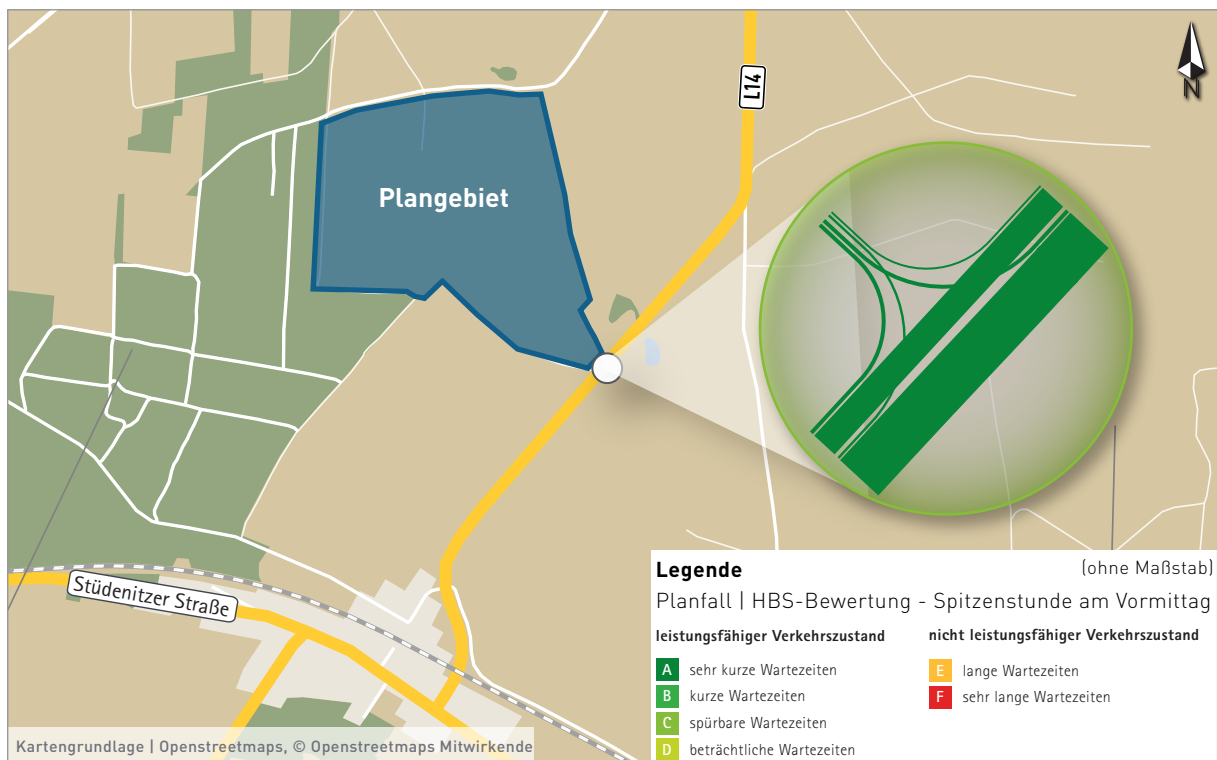 L14
N
Plangebiet
Stüdenitzer Straße
Legende
(ohne Maßstab)
Planfall | HBS-Bewertung - Spitzenstunde am Vormittag
leistungsfähiger Verkehrszustand
A sehr kurze Wartezeiten
B kurze Wartezeiten
C spürbare Wartezeiten
D beträchtliche Wartezeiten
nicht leistungsfähiger Verkehrszustand
E lange Wartezeiten
F sehr lange Wartezeiten
Kartengrundlage | Openstreetmaps, © Openstreetmaps Mitwirkende